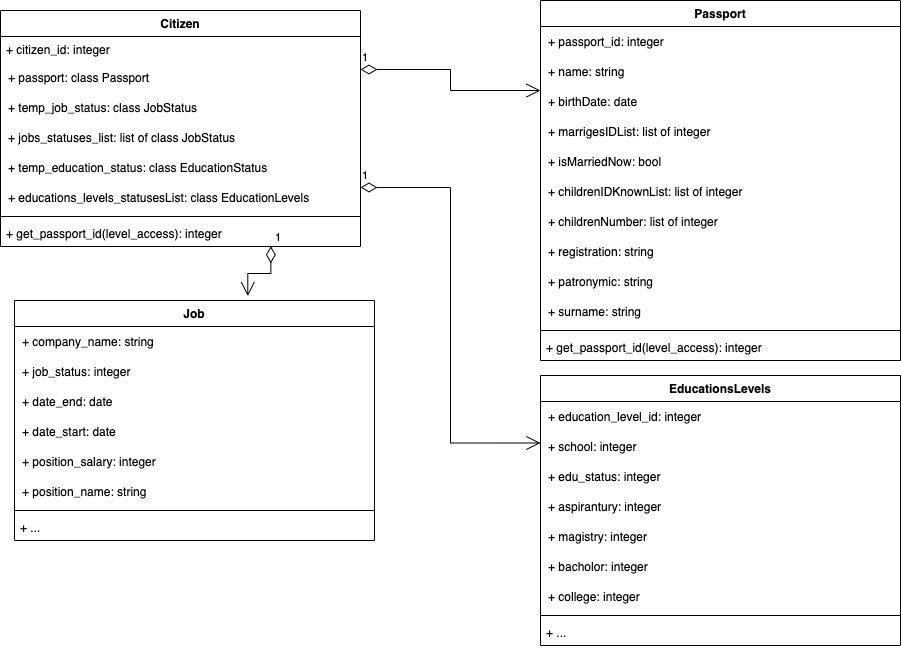 Citizen
+ citizen_id: integer
+ passport: class Passport
+ temp_job_status: class JobStatus
+ jobs_statuses_list: list of class JobStatus
+ temp_education_status: class EducationStatus
+ educations_levels_statusesList: class EducationLevels
+ get_passport_id(level_access): integer
1
1
1
Passport
+ passport_id: integer
+ name: string
+ birthDate: date
+ marrigesIDList: list of integer
+ isMarriedNow: bool
+ childrenIDKnownList: list of integer
+ childrenNumber: list of integer
+ registration: string
+ patronymic: string
+ surname: string
+ get_passport_id(level_access): integer
Job
+ company_name: string
+ job_status: integer
+ date_end: date
+ date_start: date
+ position_salary: integer
+ position_name: string
+ ...
EducationsLevels
+ education_level_id: integer
+ school: integer
+ edu_status: integer
+ aspirantury: integer
+ magistry: integer
+ bacholor: integer
+ college: integer
+ ...